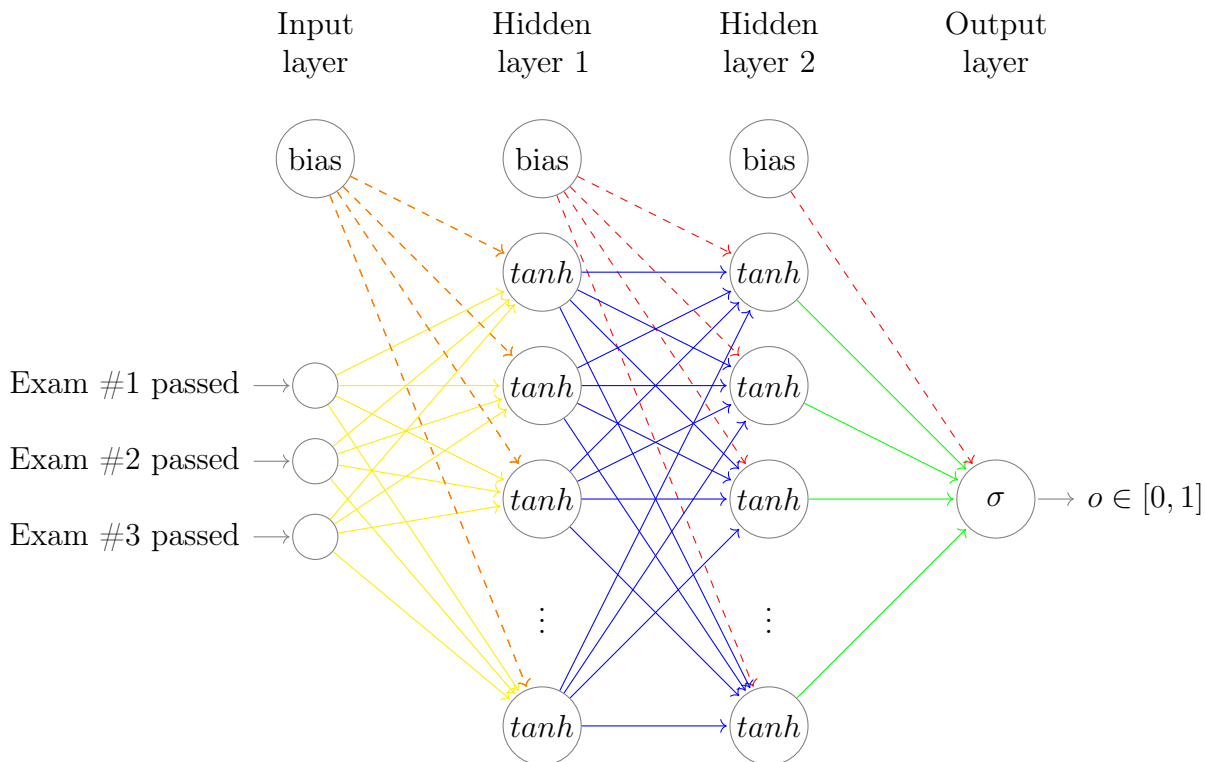 Input
layer
Hidden
layer 1
Hidden
layer 2
Output
layer
bias
bias
bias
tanh
tanh
Exam #1 passed
tanh
tanh
Exam #2 passed
tanh
tanh
σ
o ∈ [0, 1]
Exam #3 passed
⋮
⋮
tanh
tanh